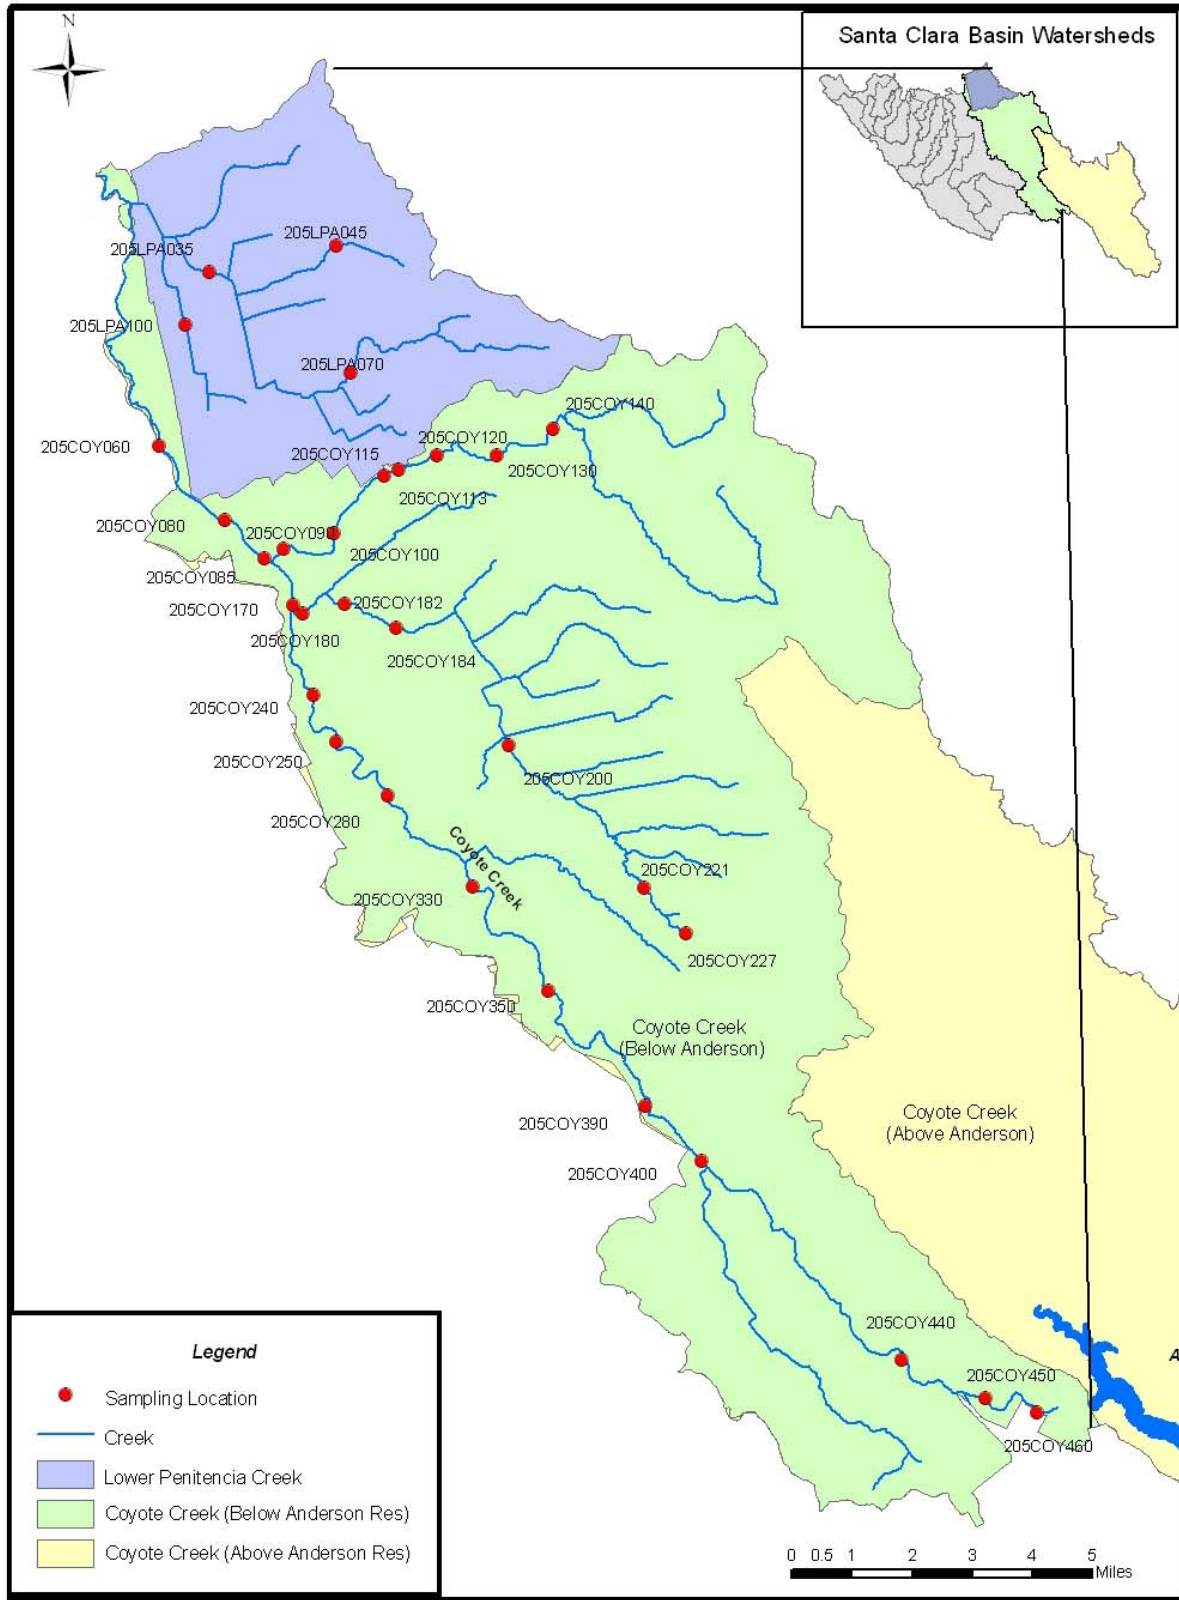 N
Santa Clara Basin Watersheds
205LPA045
205LPA035
205LPA100
205LPA070
205COY140
205COY060
205COY120
205COY115
205COY130
205COY113
205COY080
205COY090
205COY100
205COY085
205COY182
205COY170
205COY180
205COY184
205COY240
205COY250
205COY200
205COY280
Coyote Creek
205COY221
205COY330
205COY227
205COY350
Coyote Creek
(Below Anderson)
Coyote Creek
(Above Anderson)
205COY390
205COY400
205COY440
A
205COY450
205COY460
Legend
Sampling Location
Creek
Lower Penitencia Creek
Coyote Creek (Below Anderson Res)
Coyote Creek (Above Anderson Res)
0 0.5 1 2 3 4 5
Miles